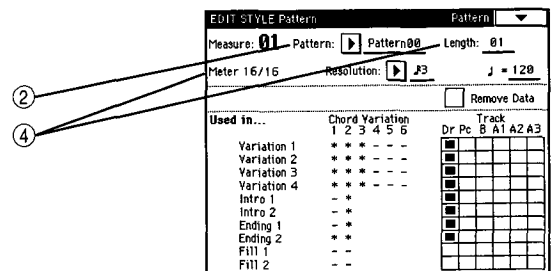 EDIT STYLE Pattern Pattern
Measure: 01 Pattern: Pattern00 Length: 01
Meter 16/16 Resolution: ♪3 ♩ = 120
② Remove Data
④ Used in... Chord Variation Track
1 2 3 4 5 6 Dr Pc B A1 A2 A3
Variation 1 * * * - - -
Variation 2 * * * - - -
Variation 3 * * * - - -
Variation 4 * * * - - -
Intro 1 - *
Intro 2 - *
Ending 1 - *
Ending 2 * *
Fill 1 - -
Fill 2 - -